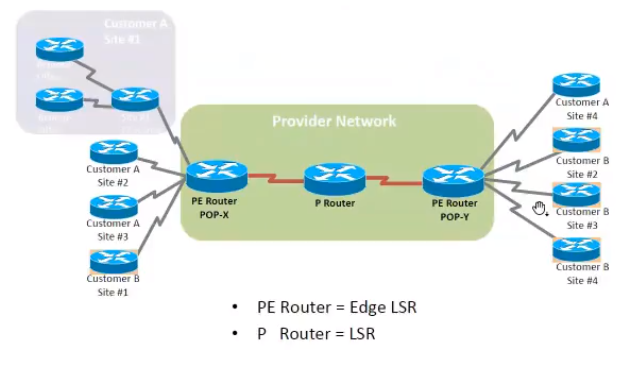 Customer A
Site #1
Provider Network
Customer A
Site #4
Customer B
Site #2
Customer A
Site #2
PE Router
POP-X
P Router
PE Router
POP-Y
Customer B
Site #3
Customer A
Site #3
Customer B
Site #1
Customer B
Site #4
• PE Router = Edge LSR
• P Router = LSR